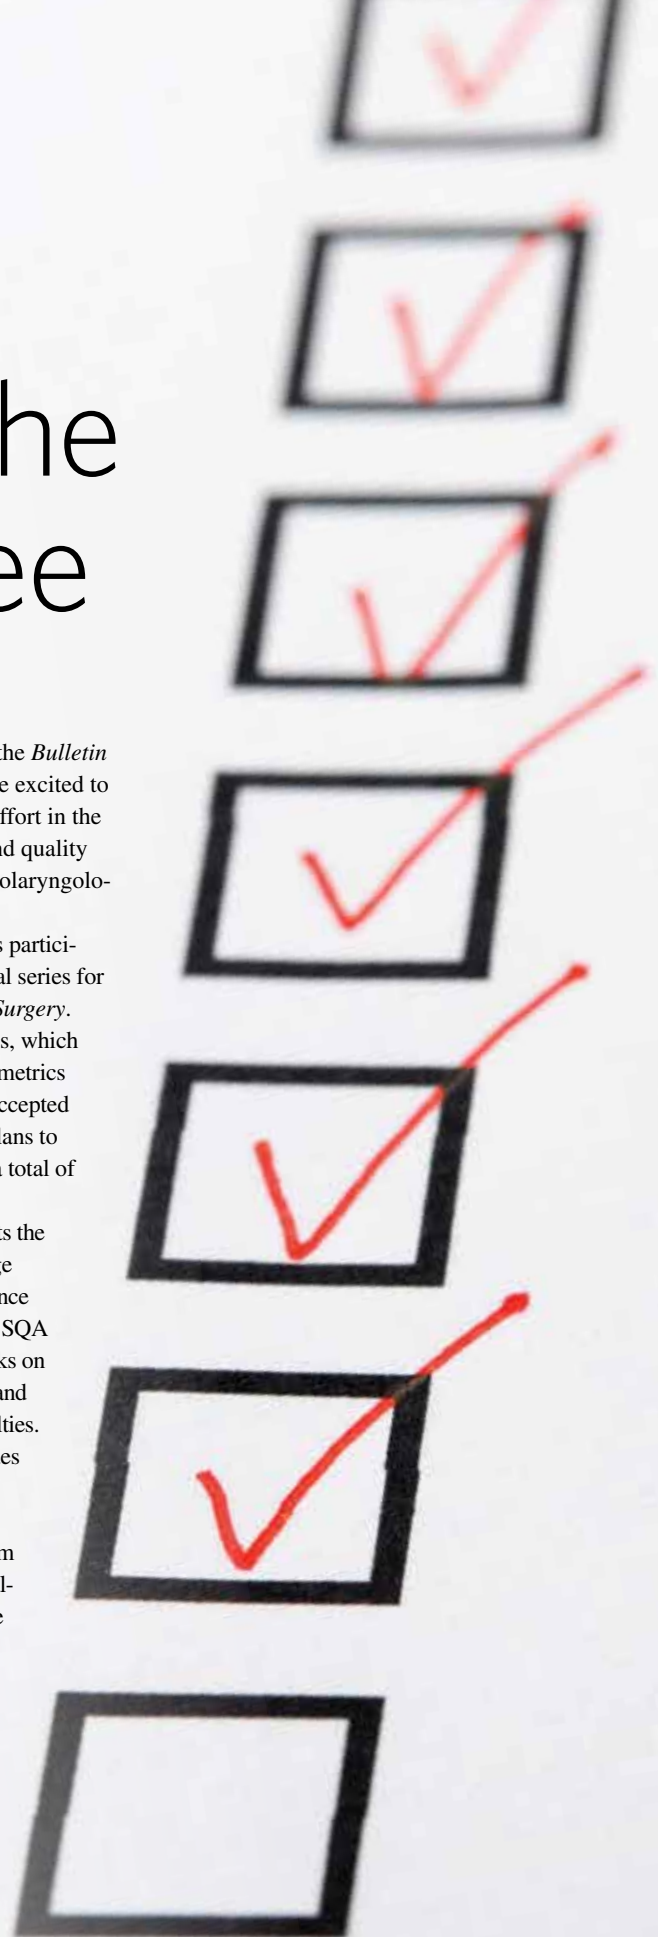 he
ee
the Bulletin
e excited to
ffort in the
nd quality
olaryngolo-
s partici-
al series for
Surgery.
s, which
metrics
ccepted
lans to
a total of
ts the
ge
nce
SQA
ks on
and
lties.
es
m
l-
e